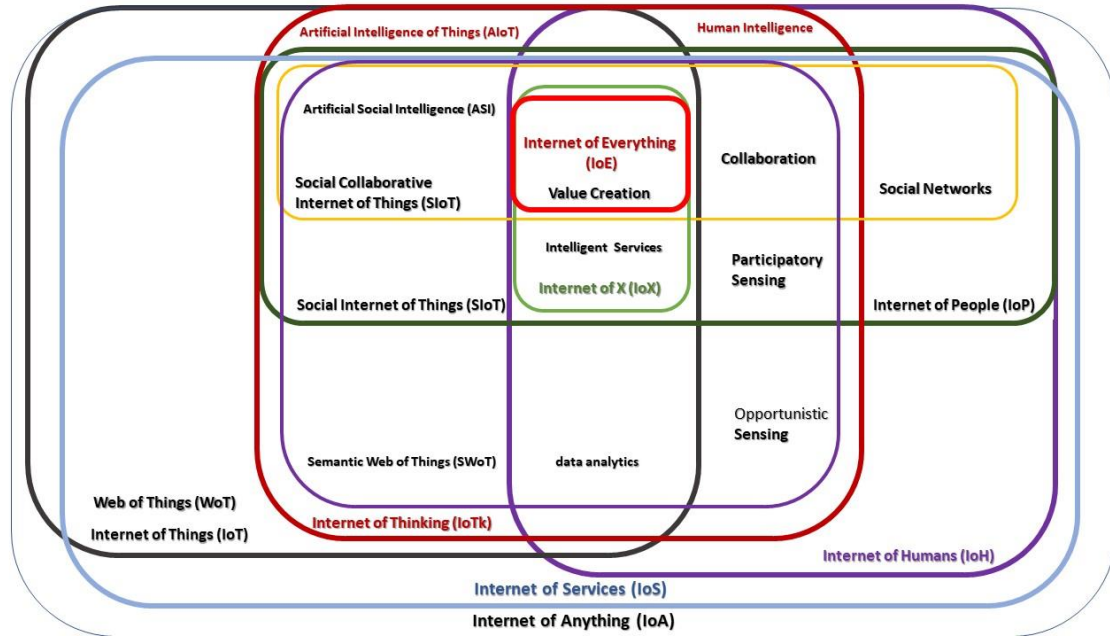 Artificial Intelligence of Things (AIoT)
Human Intelligence
Artificial Social Intelligence (ASI)
Internet of Everything
(IoE)
Value Creation
Collaboration
Social Collaborative
Internet of Things (SIoT)
Social Networks
Intelligent Services
Participatory
Sensing
Internet of X (IoX)
Social Internet of Things (SIoT)
Internet of People (IoP)
Opportunistic
Sensing
Semantic Web of Things (SWoT)
data analytics
Web of Things (WoT)
Internet of Things (IoT)
Internet of Thinking (IoTk)
Internet of Humans (IoH)
Internet of Services (IoS)
Internet of Anything (IoA)